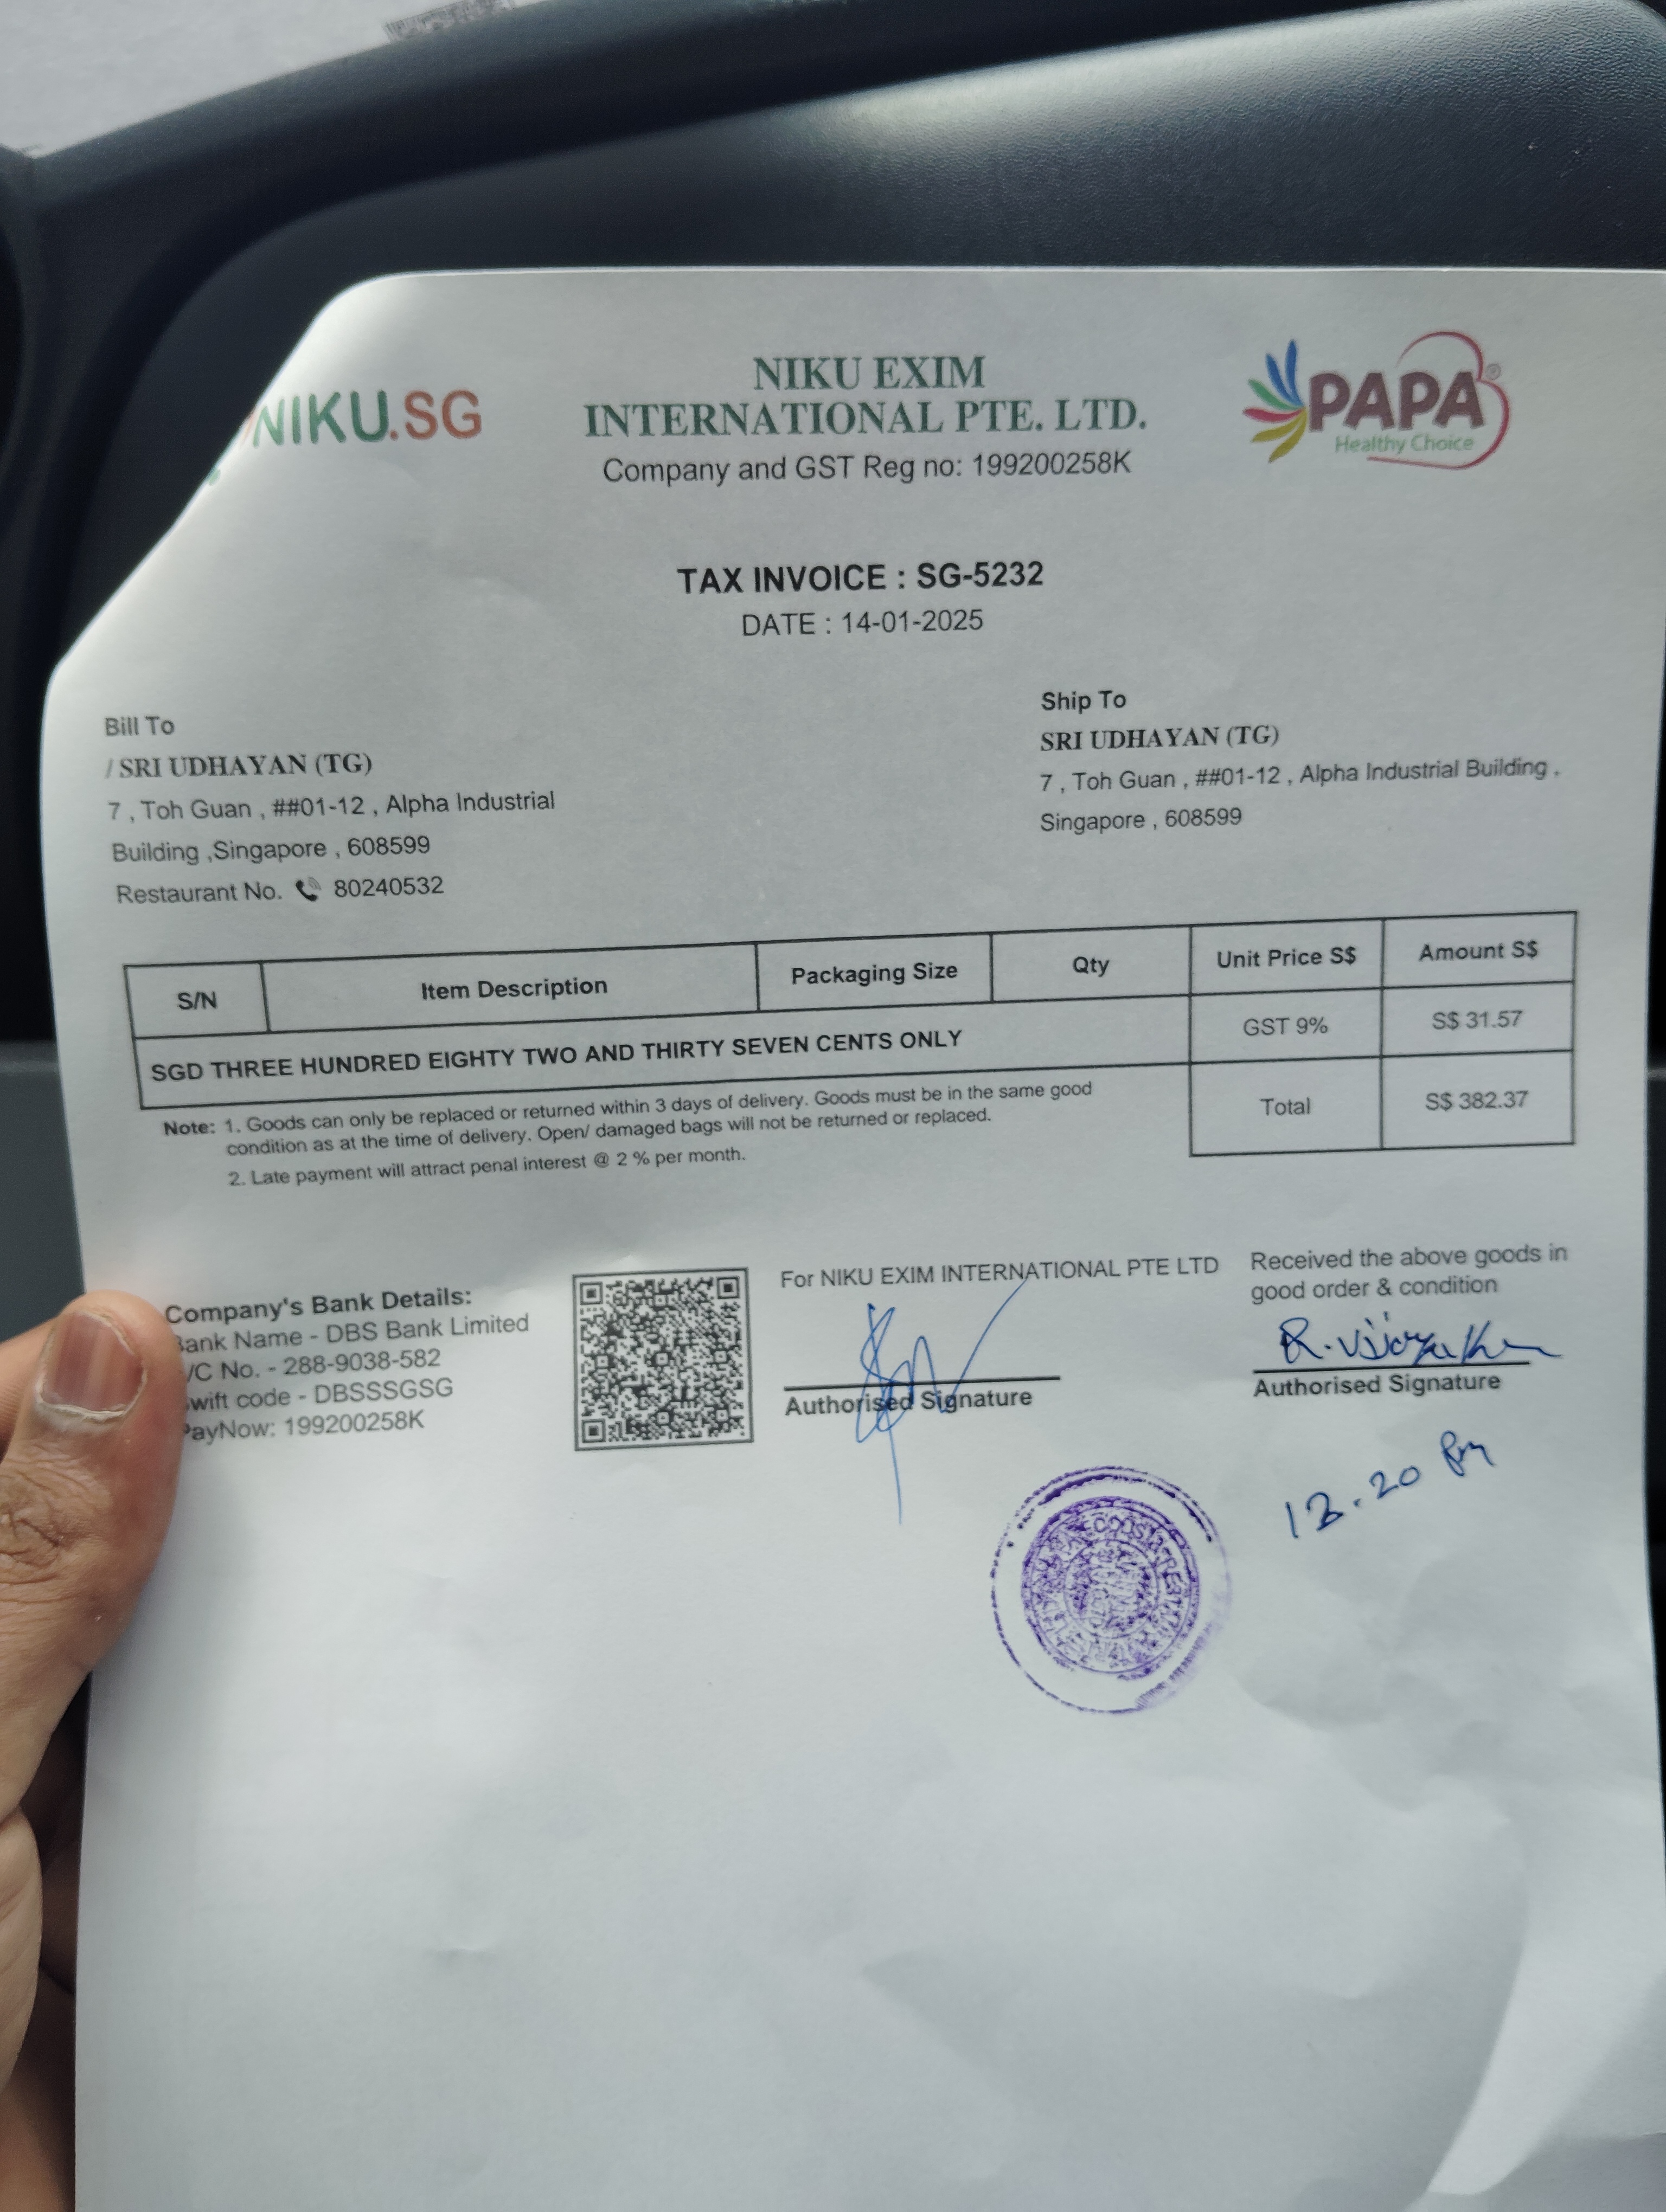 NIKU.SG
NIKU EXIM
INTERNATIONAL PTE. LTD.
Company and GST Reg no: 199200258K
PAPA®
Healthy Choice
TAX INVOICE : SG-5232
DATE : 14-01-2025
Bill To
/ SRI UDHAYAN (TG)
7 , Toh Guan , ##01-12 , Alpha Industrial
Building ,Singapore , 608599
Restaurant No. 80240532
Ship To
SRI UDHAYAN (TG)
7 , Toh Guan , ##01-12 , Alpha Industrial Building ,
Singapore , 608599
S/N Item Description Packaging Size Qty Unit Price S$ Amount S$
SGD THREE HUNDRED EIGHTY TWO AND THIRTY SEVEN CENTS ONLY GST 9% S$ 31.57
Total S$ 382.37
Note: 1. Goods can only be replaced or returned within 3 days of delivery. Goods must be in the same good
condition as at the time of delivery. Open/ damaged bags will not be returned or replaced.
2. Late payment will attract penal interest @ 2 % per month.
Company's Bank Details:
Bank Name - DBS Bank Limited
/C No. - 288-9038-582
wift code - DBSSSGSG
PayNow: 199200258K
For NIKU EXIM INTERNATIONAL PTE LTD
Authorised Signature
Received the above goods in
good order & condition
Authorised Signature